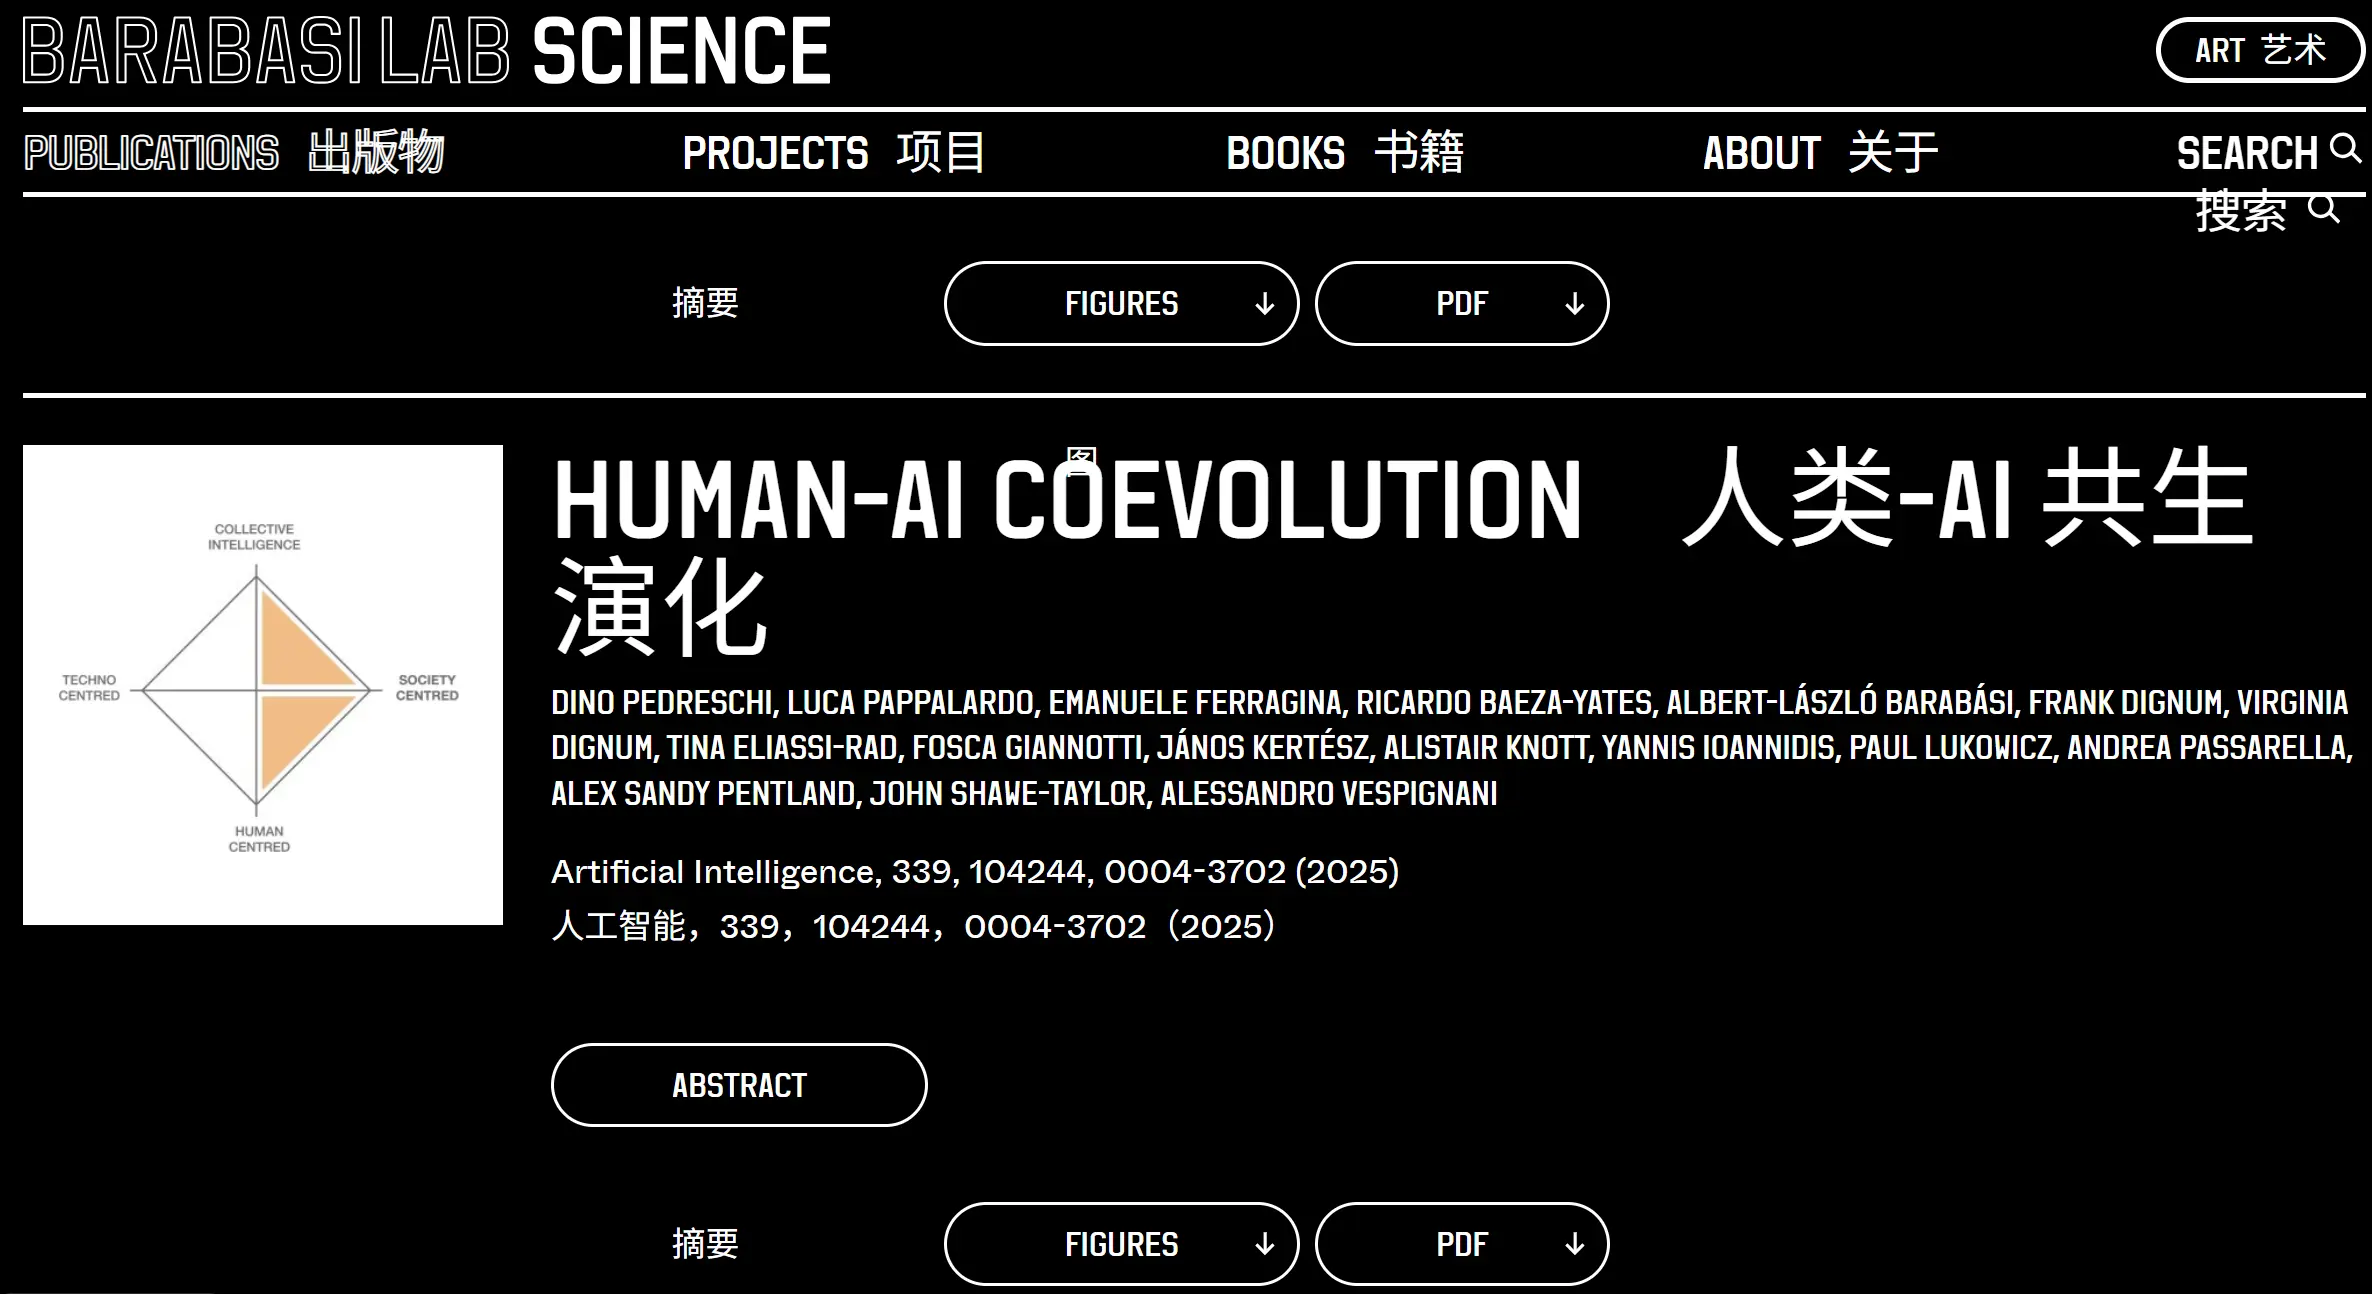 BARABASI LAB SCIENCE
ART 艺术
PUBLICATIONS 出版物
PROJECTS 项目
BOOKS 书籍
ABOUT 关于
SEARCH
搜索
摘要
FIGURES
PDF
图
HUMAN-AI COEVOLUTION 人类-AI 共生
演化
COLLECTIVE
INTELLIGENCE
TECHNO
CENTRED
SOCIETY
CENTRED
HUMAN
CENTRED
DINO PEDRESCHI, LUCA PAPPALARDO, EMANUELE FERRAGINA, RICARDO BAEZA-YATES, ALBERT-LÁSZLÓ BARABÁSI, FRANK DIGNUM, VIRGINIA
DIGNUM, TINA ELIASSI-RAD, FOSCA GIANNOTTI, JÁNOS KERTÉSZ, ALISTAIR KNOTT, YANNIS IOANNIDIS, PAUL LUKOWICZ, ANDREA PASSARELLA,
ALEX SANDY PENTLAND, JOHN SHAWE-TAYLOR, ALESSANDRO VESPIGNANI
Artificial Intelligence, 339, 104244, 0004-3702 (2025)
人工智能，339，104244，0004-3702（2025）
ABSTRACT
摘要
FIGURES
PDF